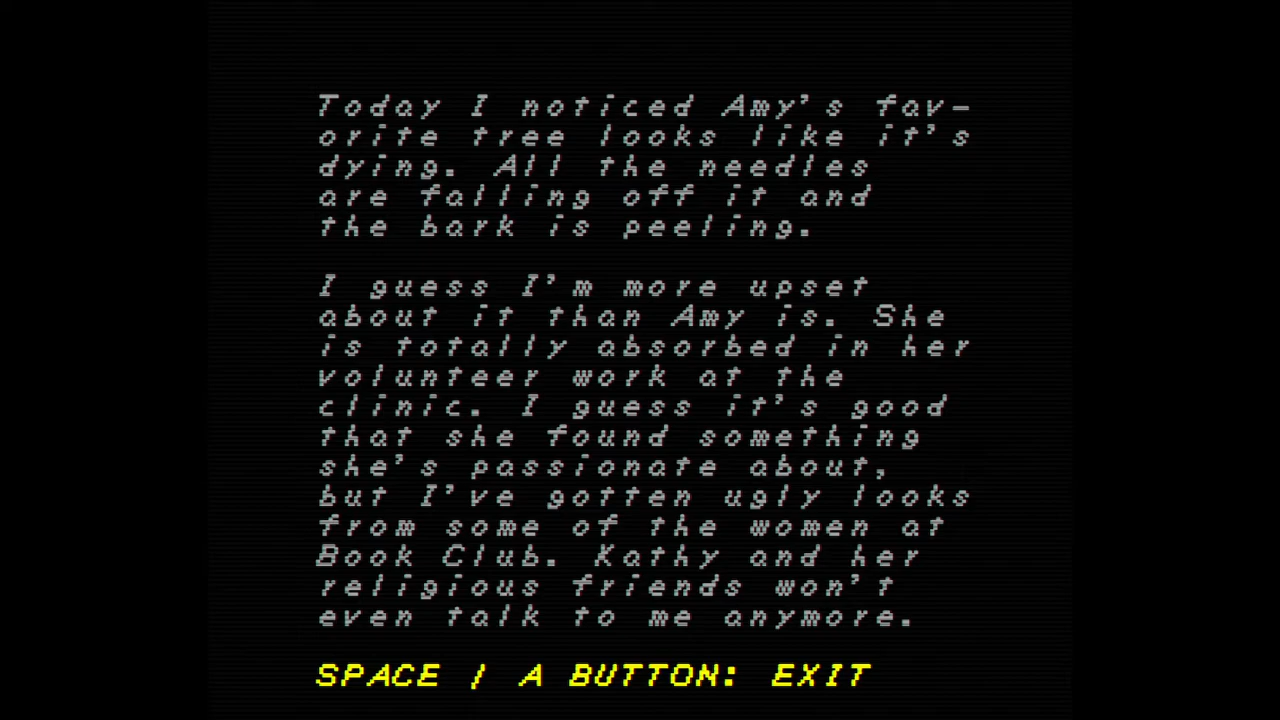 Today I noticed Amy's fav-
orite tree looks like it's
dying. All the needles
are falling off it and
the bark is peeling.
I guess I'm more upset
about it than Amy is. She
is totally absorbed in her
volunteer work at the
clinic. I guess it's good
that she found something
she's passionate about,
but I've gotten ugly looks
from some of the women at
Book Club. Kathy and her
religious friends won't
even talk to me anymore.
SPACE / A BUTTON: EXIT